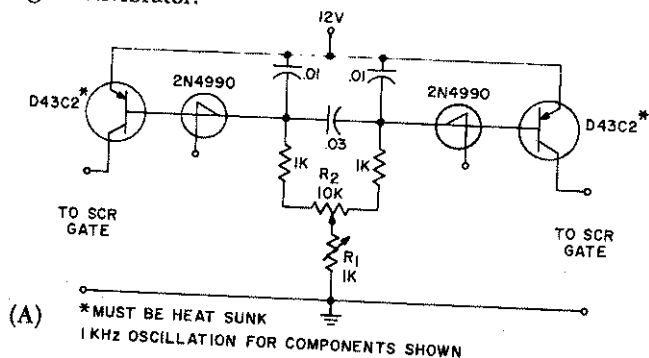 12V
.01
.01
D43C2*
2N4990
2N4990
D43C2*
.03
1K
R2
10K
1K
TO SCR
GATE
TO SCR
GATE
R1
1K
(A)
*MUST BE HEAT SUNK
1 KHz OSCILLATION FOR COMPONENTS SHOWN